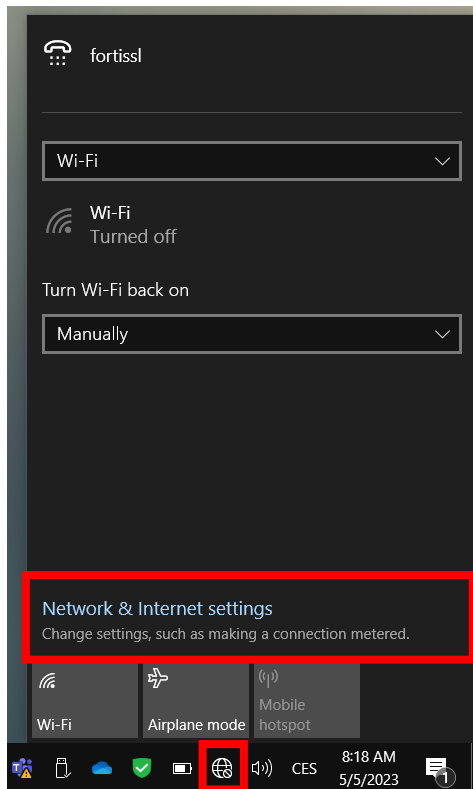 fortissl
Wi-Fi
Wi-Fi
Turned off
Turn Wi-Fi back on
Manually
Network & Internet settings
Change settings, such as making a connection metered.
Wi-Fi
Airplane mode
Mobile
hotspot
T
CES
8:18 AM
5/5/2023
1